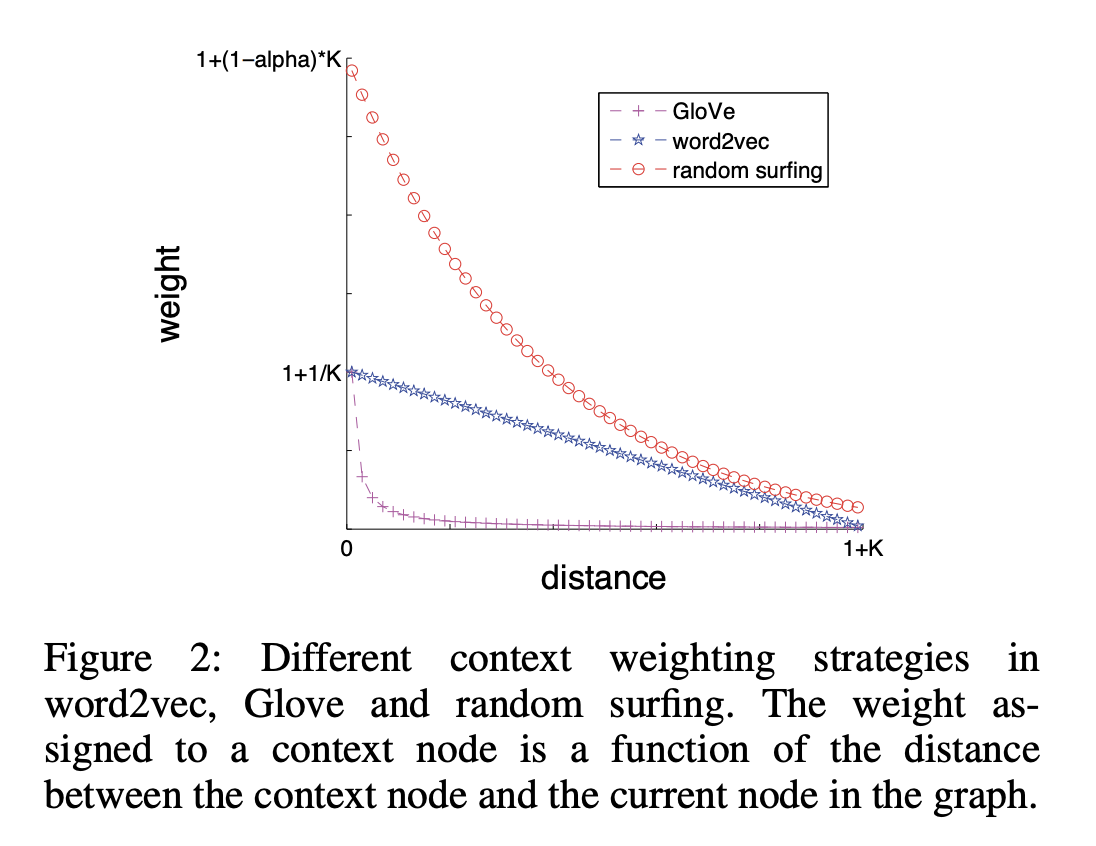 1+(1−alpha)*K
GloVe
word2vec
random surfing
weight
1+1/K
0
1+K
distance
Figure 2: Different context weighting strategies in
word2vec, Glove and random surfing. The weight as-
signed to a context node is a function of the distance
between the context node and the current node in the graph.